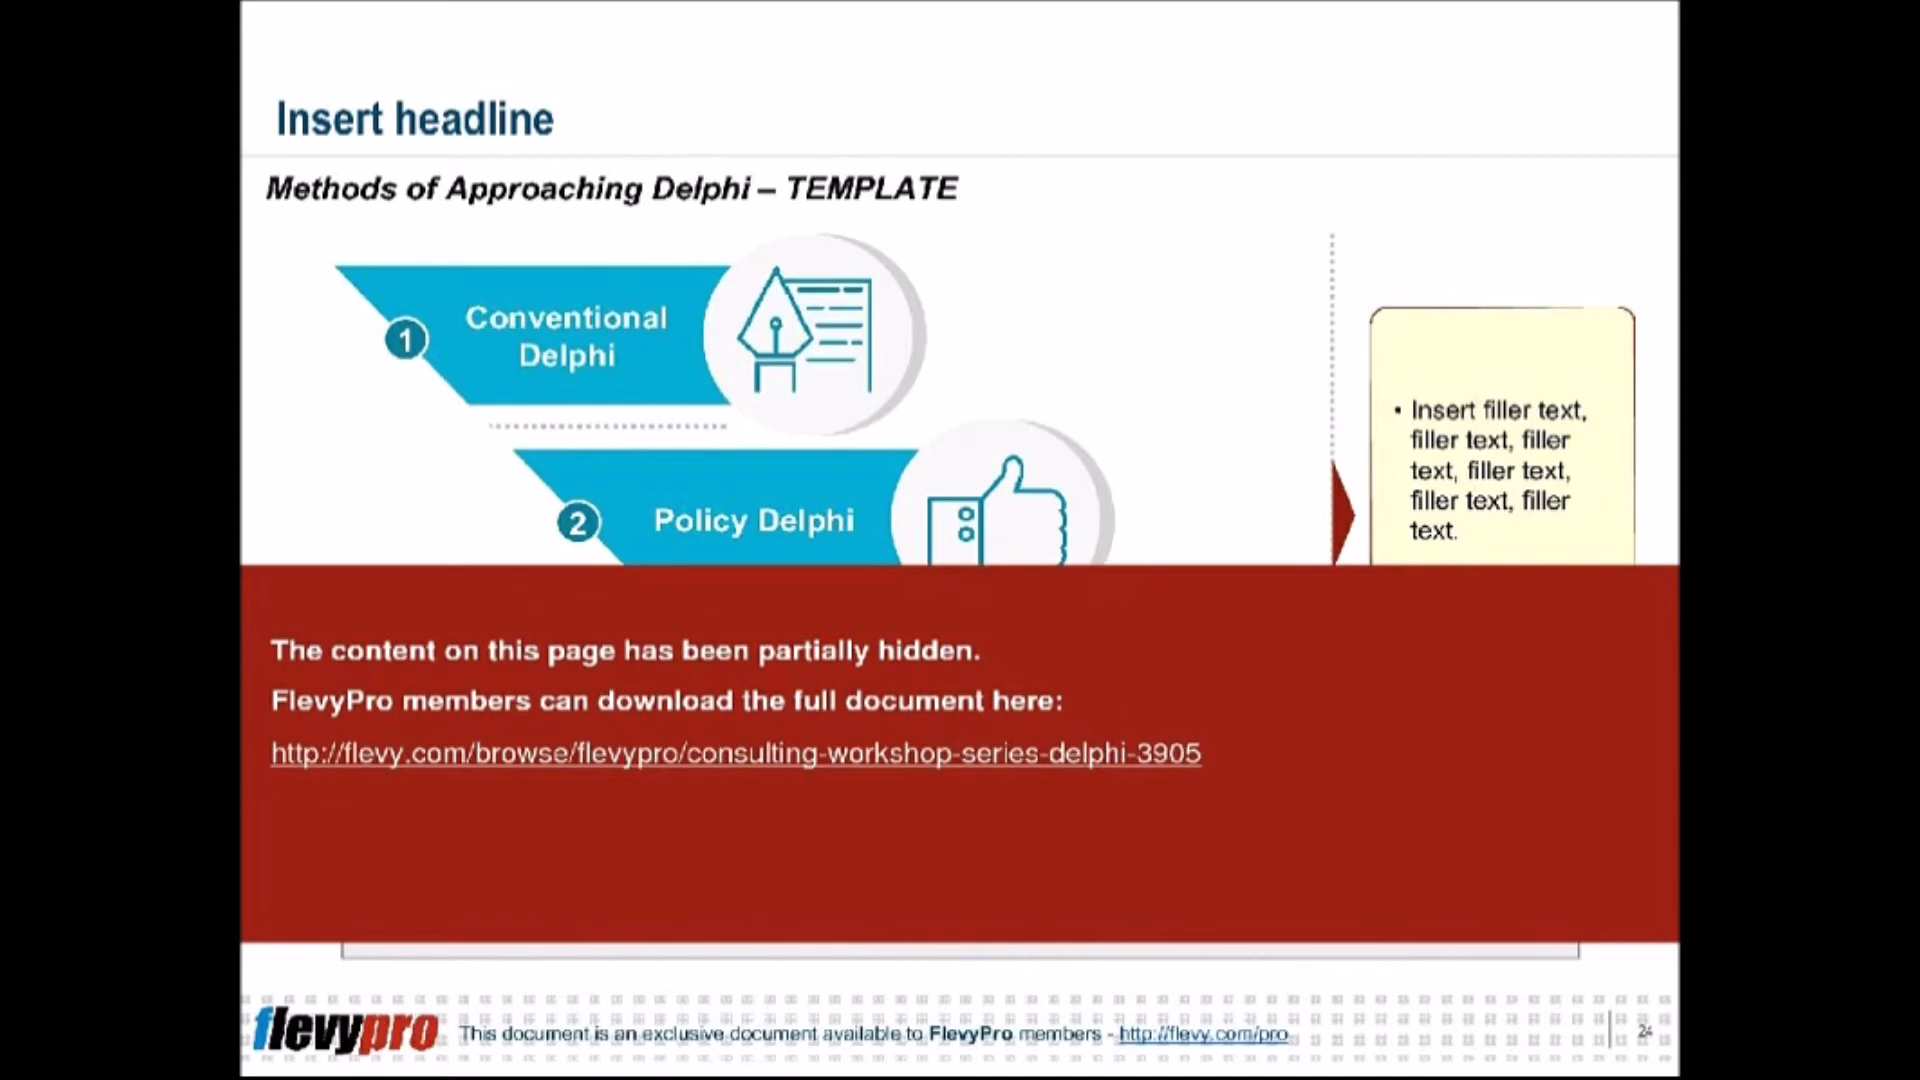 Insert headline
Methods of Approaching Delphi – TEMPLATE
1
Conventional
Delphi
2
Policy Delphi
• Insert filler text,
filler text, filler
text, filler text,
filler text, filler
text.
The content on this page has been partially hidden.
FlevyPro members can download the full document here:
http://flevy.com/browse/flevypro/consulting-workshop-series-delphi-3905
flevypro
This document is an exclusive document available to FlevyPro members - http://flevy.com/pro
24